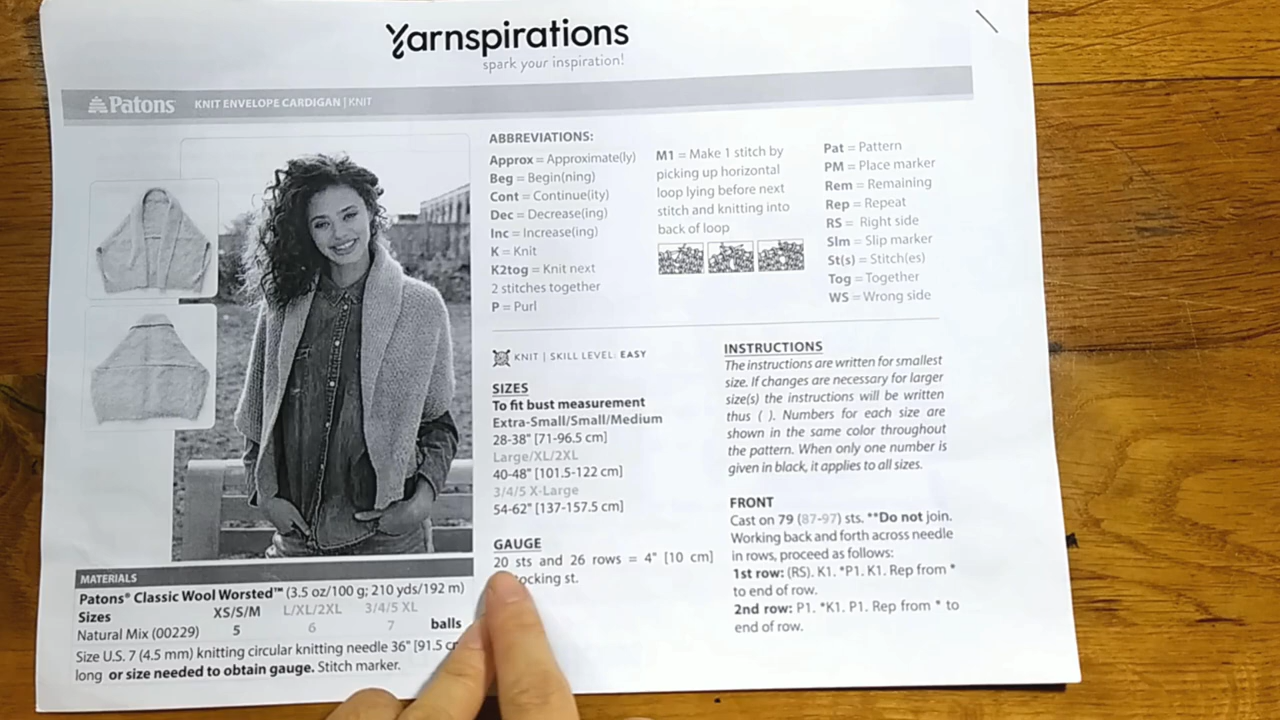 Yarnspirations
spark your inspiration!
Patons KNIT ENVELOPE CARDIGAN | KNIT
ABBREVIATIONS:
Approx = Approximate(ly)
Beg = Begin(ning)
Cont = Continue(ity)
Dec = Decrease(ing)
Inc = Increase(ing)
K = Knit
K2tog = Knit next
2 stitches together
P = Purl
M1 = Make 1 stitch by
picking up horizontal
loop lying before next
stitch and knitting into
back of loop
Pat = Pattern
PM = Place marker
Rem = Remaining
Rep = Repeat
RS = Right side
Slm = Slip marker
St(s) = Stitch(es)
Tog = Together
WS = Wrong side
KNIT | SKILL LEVEL: EASY
SIZES
To fit bust measurement
Extra-Small/Small/Medium
28-38" [71-96.5 cm]
Large/XL/2XL
40-48" [101.5-122 cm]
3/4/5 X-Large
54-62" [137-157.5 cm]
GAUGE
20 sts and 26 rows = 4" [10 cm]
ocking st.
INSTRUCTIONS
The instructions are written for smallest
size. If changes are necessary for larger
size(s) the instructions will be written
thus ( ). Numbers for each size are
shown in the same color throughout
the pattern. When only one number is
given in black, it applies to all sizes.
FRONT
Cast on 79 (87-97) sts. **Do not join.
Working back and forth across needle
in rows, proceed as follows:
1st row: (RS). K1. *P1. K1. Rep from *
to end of row.
2nd row: P1. *K1. P1. Rep from * to
end of row.
MATERIALS
Patons® Classic Wool Worsted™ (3.5 oz/100 g; 210 yds/192 m)
Sizes XS/S/M L/XL/2XL 3/4/5 XL
Natural Mix (00229) 5 6 7 balls
Size U.S. 7 (4.5 mm) knitting circular knitting needle 36" [91.5 c
long or size needed to obtain gauge. Stitch marker.